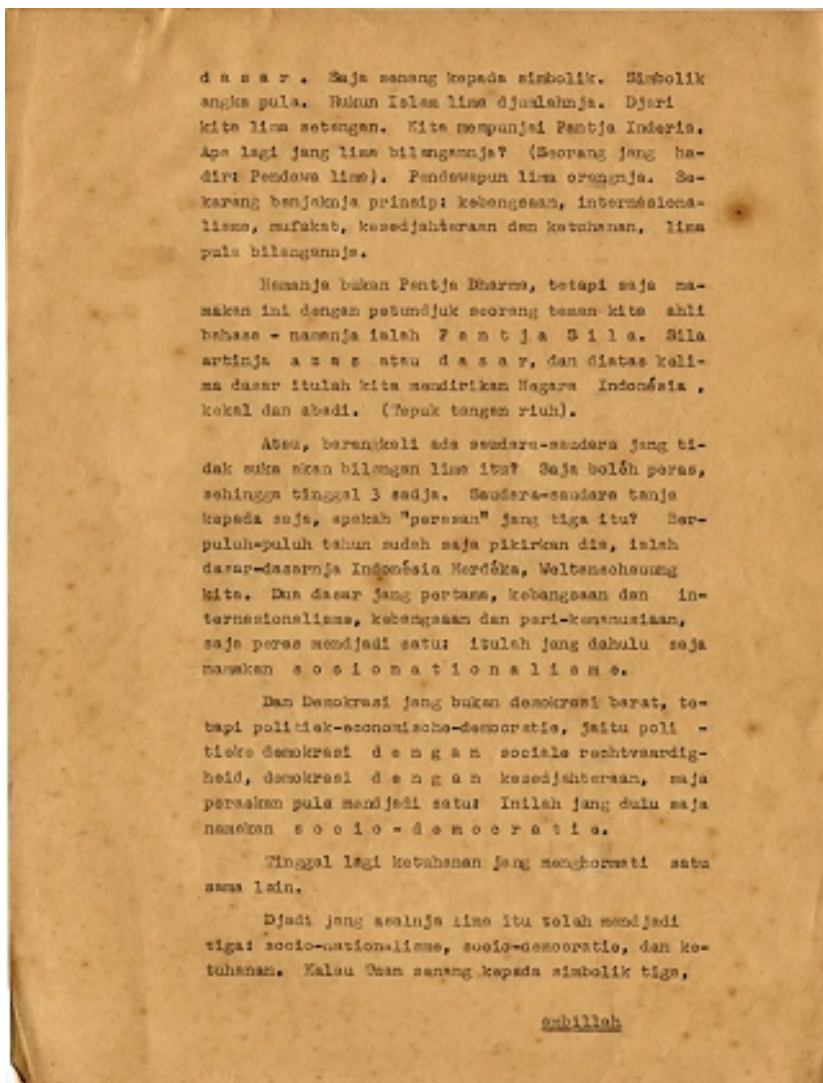 d a s a r . Saja senang kepada simbolik. Simbolik
angka pula. Rukun Islam lima djumlahnja. Djari
kita lima setangan. Kita mempunjai Pantja Inderia.
Apa lagi jang lima bilangannja? (Seorang jang ha-
dir: Pendawa lima). Pendawapun lima orangnja. Se-
karang banjaknja prinsip: kebangsaan, internasiona-
lisme, mufakat, kesedjahteraan dan ketuhanan, lima
pula bilangannja.
Namanja bukan Pantja Dharma, tetapi saja na-
makan ini dengan petundjuk seorang teman kita ahli
bahasa - namanja ialah P a n t j a S i l a. Sila
artinja a z a s atau d a s a r, dan diatas keli-
ma dasar itulah kita mendirikan Negara Indonésia ,
kekal dan abadi. (Tepuk tangan riuh).
Atau, barangkali ada saudara-saudara jang ti-
dak suka akan bilangan lima itu? Saja boléh peras,
sehingga tinggal 3 sadja. Saudara-saudara tanja
kepada saja, apakah "perasan" jang tiga itu? Ber-
puluh-puluh tahun sudah saja pikirkan dia, ialah
dasar-dasarnja Indonésia Merdéka, Weltanschauung
kita. Dua dasar jang pertama, kebangsaan dan in-
ternasionalisme, kebangsaan dan peri-kemanusiaan,
saja peras mendjadi satu: itulah jang dahulu saja
namakan s o c i o n a t i o n a l i s m e.
Dan Demokrasi jang bukan demokrasi barat, te-
tapi politiek-economische-democratie, jaitu poli -
tieke demokrasi d e n g a n sociale rechtvaardig-
heid, demokrasi d e n g a n kesedjahteraan, saja
peraskan pula mendjadi satu: Inilah jang dulu saja
namakan s o c i o - d e m o c r a t i e.
Tinggal lagi ketuhanan jang menghormati satu
sama lain.
Djadi jang asalnja lima itu telah mendjadi
tiga: socio-nationalisme, socio-democratie, dan ke-
tuhanan. Kalau Tuan senang kepada simbolik tiga,
ambillah